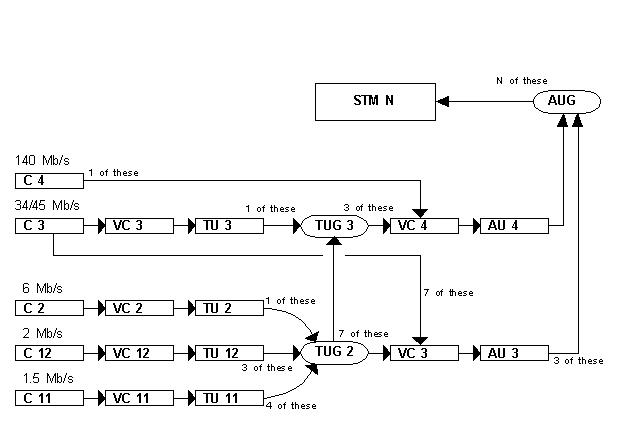 N of these
STM N
AUG
140 Mb/s
1 of these
C 4
34/45 Mb/s
1 of these
3 of these
C 3
VC 3
TU 3
TUG 3
VC 4
AU 4
6 Mb/s
1 of these
7 of these
C 2
VC 2
TU 2
2 Mb/s
7 of these
C 12
VC 12
TU 12
TUG 2
VC 3
AU 3
3 of these
3 of these
1.5 Mb/s
C 11
VC 11
TU 11
4 of these